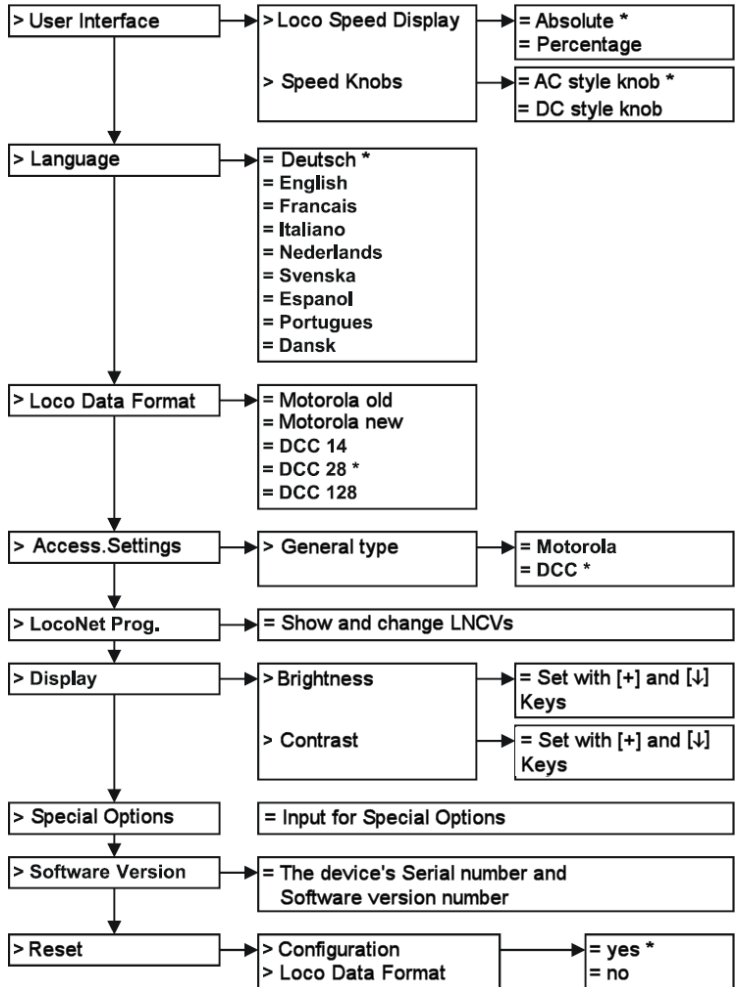 > User Interface
> Loco Speed Display
= Absolute *
= Percentage
> Speed Knobs
= AC style knob *
= DC style knob
> Language
= Deutsch *
= English
= Francais
= Italiano
= Nederlands
= Svenska
= Espanol
= Portugues
= Dansk
> Loco Data Format
= Motorola old
= Motorola new
= DCC 14
= DCC 28 *
= DCC 128
> Access.Settings
> General type
= Motorola
= DCC *
> LocoNet Prog.
= Show and change LNCVs
> Display
> Brightness
= Set with [+] and [↓]
Keys
> Contrast
= Set with [+] and [↓]
Keys
> Special Options
= Input for Special Options
> Software Version
= The device's Serial number and
Software version number
> Reset
> Configuration
> Loco Data Format
= yes *
= no